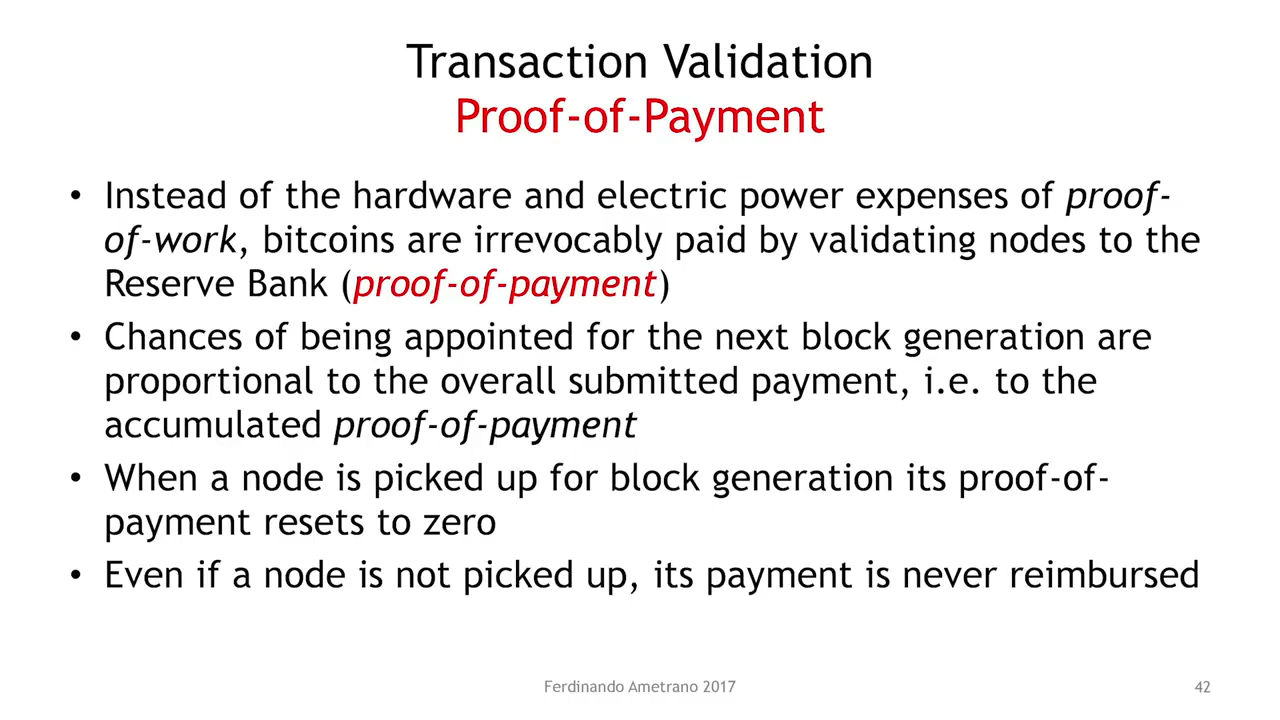 Transaction Validation
Proof-of-Payment
• Instead of the hardware and electric power expenses of proof-
of-work, bitcoins are irrevocably paid by validating nodes to the
Reserve Bank (proof-of-payment)
• Chances of being appointed for the next block generation are
proportional to the overall submitted payment, i.e. to the
accumulated proof-of-payment
• When a node is picked up for block generation its proof-of-
payment resets to zero
• Even if a node is not picked up, its payment is never reimbursed
Ferdinando Ametrano 2017
42